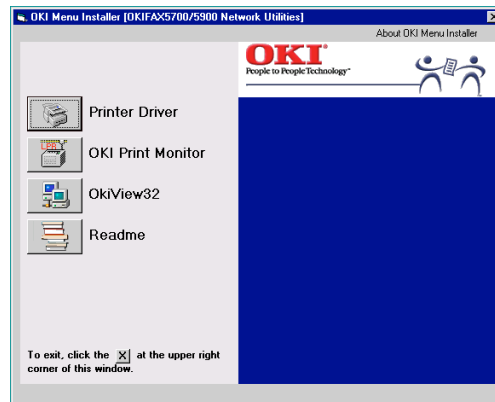 OKI Menu Installer [OKIFAX5700/5900 Network Utilities]
About OKI Menu Installer
OKI
People to People Technology
Printer Driver
LPR
OKI Print Monitor
OkiView32
Readme
To exit, click the X at the upper right
corner of this window.